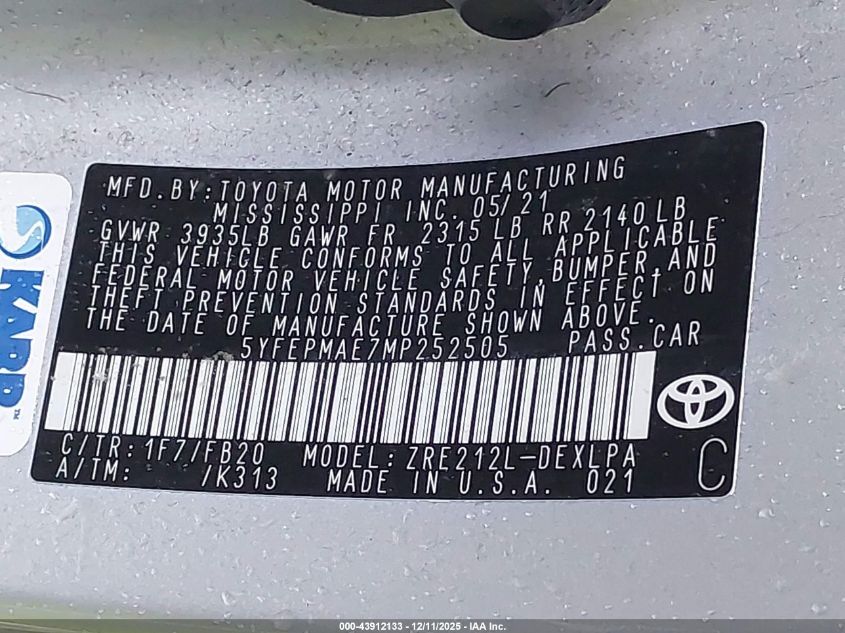 MFD.BY:TOYOTA MOTOR MANUFACTURING
MISSISSIPPI INC. 05/21
GVWR 3935LB GAWR FR 2315 LB RR 2140 LB
THIS VEHICLE CONFORMS TO ALL APPLICABLE
FEDERAL MOTOR VEHICLE SAFETY,BUMPER,AND
THEFT PREVENTION STANDARDS IN EFFECT ON
THE DATE OF MANUFACTURE SHOWN ABOVE.
5YFEPMAE7MP252505 PASS.CAR
C/TR: 1F7/FB20 MODEL: ZRE212L-DEXLPA
A/TM: /K313 MADE IN U.S.A. 021
C
KARR™
000-43912133 - 12/11/2025 - IAA Inc.